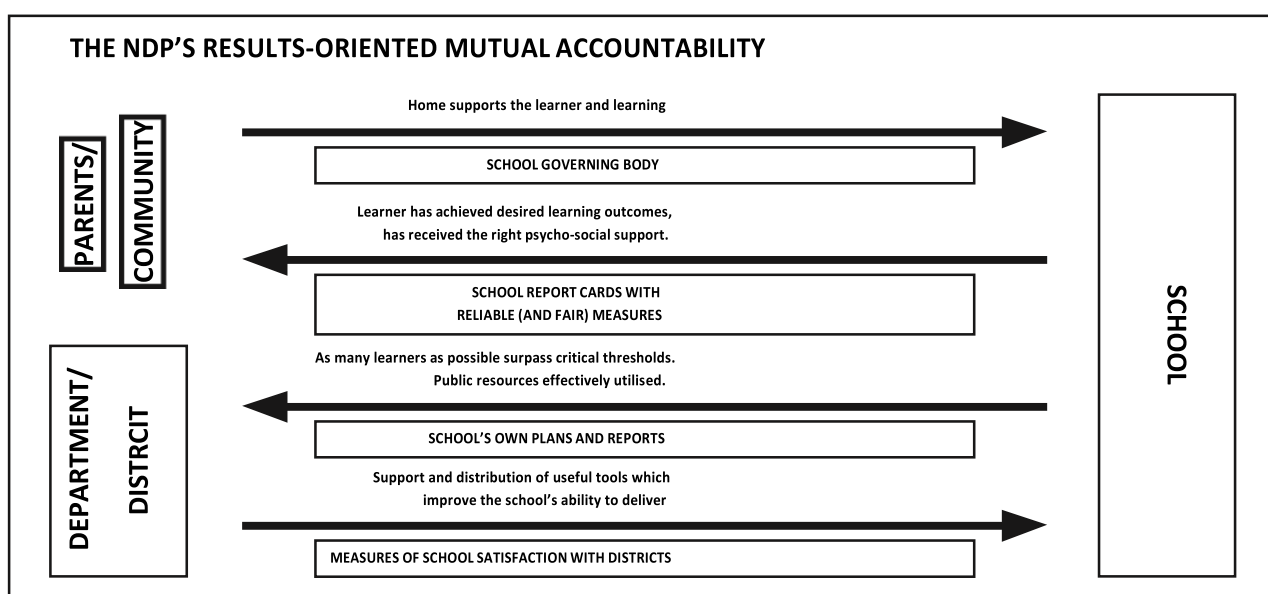 THE NDP'S RESULTS-ORIENTED MUTUAL ACCOUNTABILITY
PARENTS/
COMMUNITY
Home supports the learner and learning
SCHOOL GOVERNING BODY
Learner has achieved desired learning outcomes,
has received the right psycho-social support.
SCHOOL REPORT CARDS WITH
RELIABLE (AND FAIR) MEASURES
DEPARTMENT/
DISTRCIT
As many learners as possible surpass critical thresholds.
Public resources effectively utilised.
SCHOOL'S OWN PLANS AND REPORTS
Support and distribution of useful tools which
improve the school's ability to deliver
MEASURES OF SCHOOL SATISFACTION WITH DISTRICTS
SCHOOL